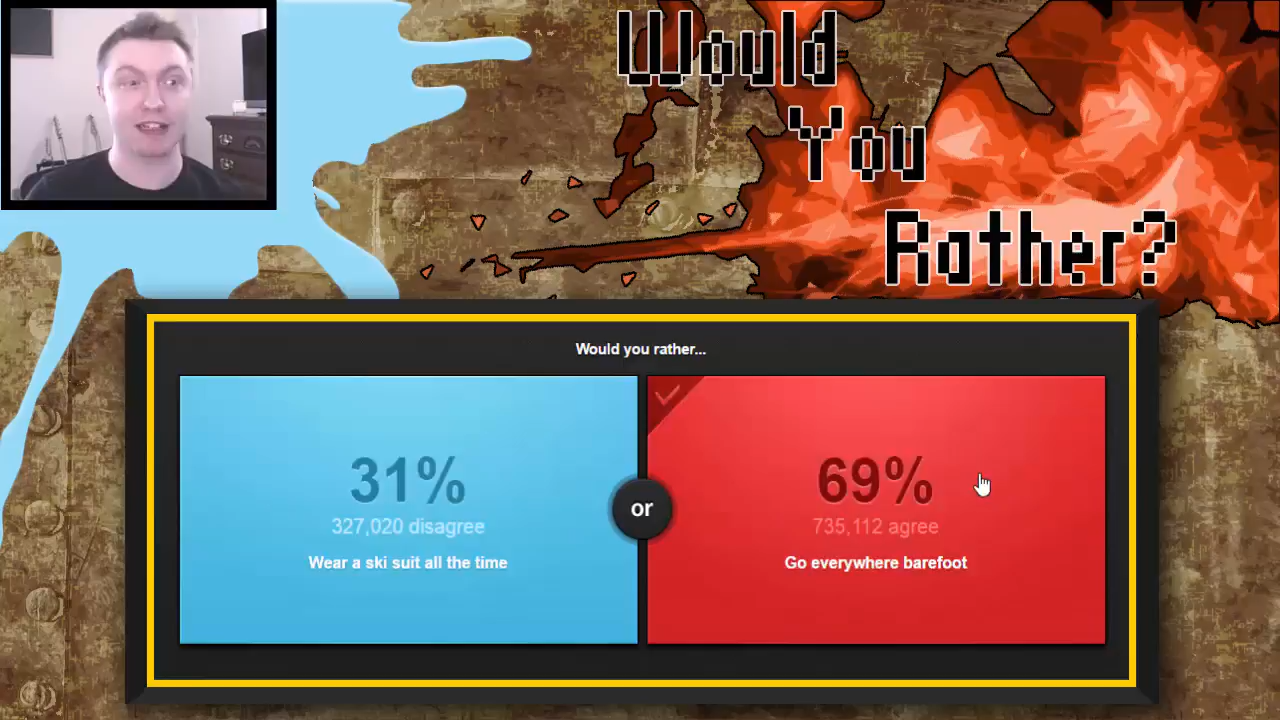 Would
You
Rather?
Would you rather...
31%
327,020 disagree
Wear a ski suit all the time
or
69%
735,112 agree
Go everywhere barefoot